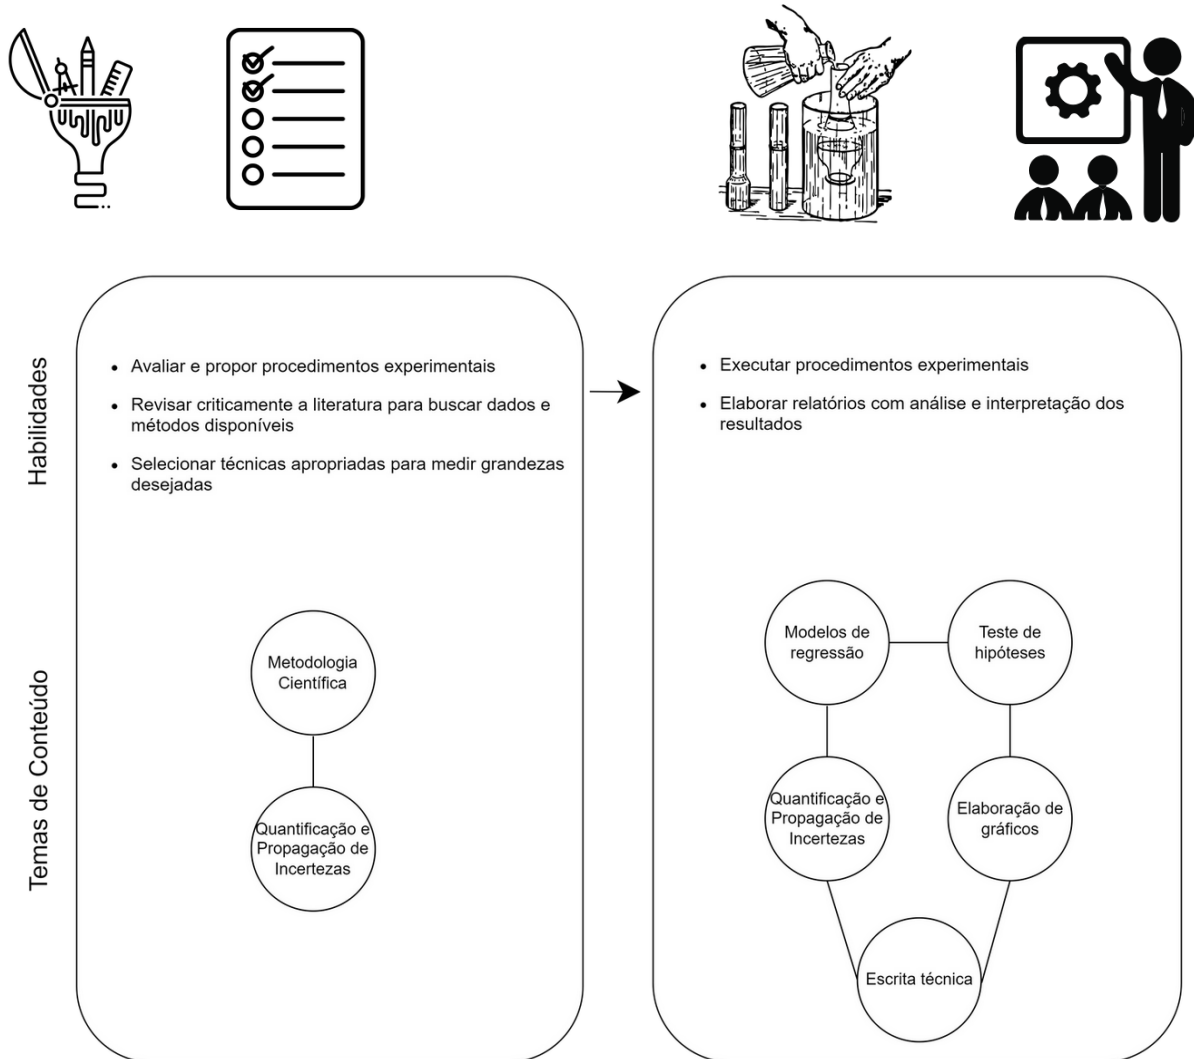 Habilidades
• Avaliar e propor procedimentos experimentais
• Revisar criticamente a literatura para buscar dados e
métodos disponíveis
• Selecionar técnicas apropriadas para medir grandezas
desejadas
• Executar procedimentos experimentais
• Elaborar relatórios com análise e interpretação dos
resultados
Temas de Conteúdo
Metodologia
Científica
Quantificação e
Propagação de
Incertezas
Modelos de
regressão
Teste de
hipóteses
Quantificação e
Propagação de
Incertezas
Elaboração de
gráficos
Escrita técnica